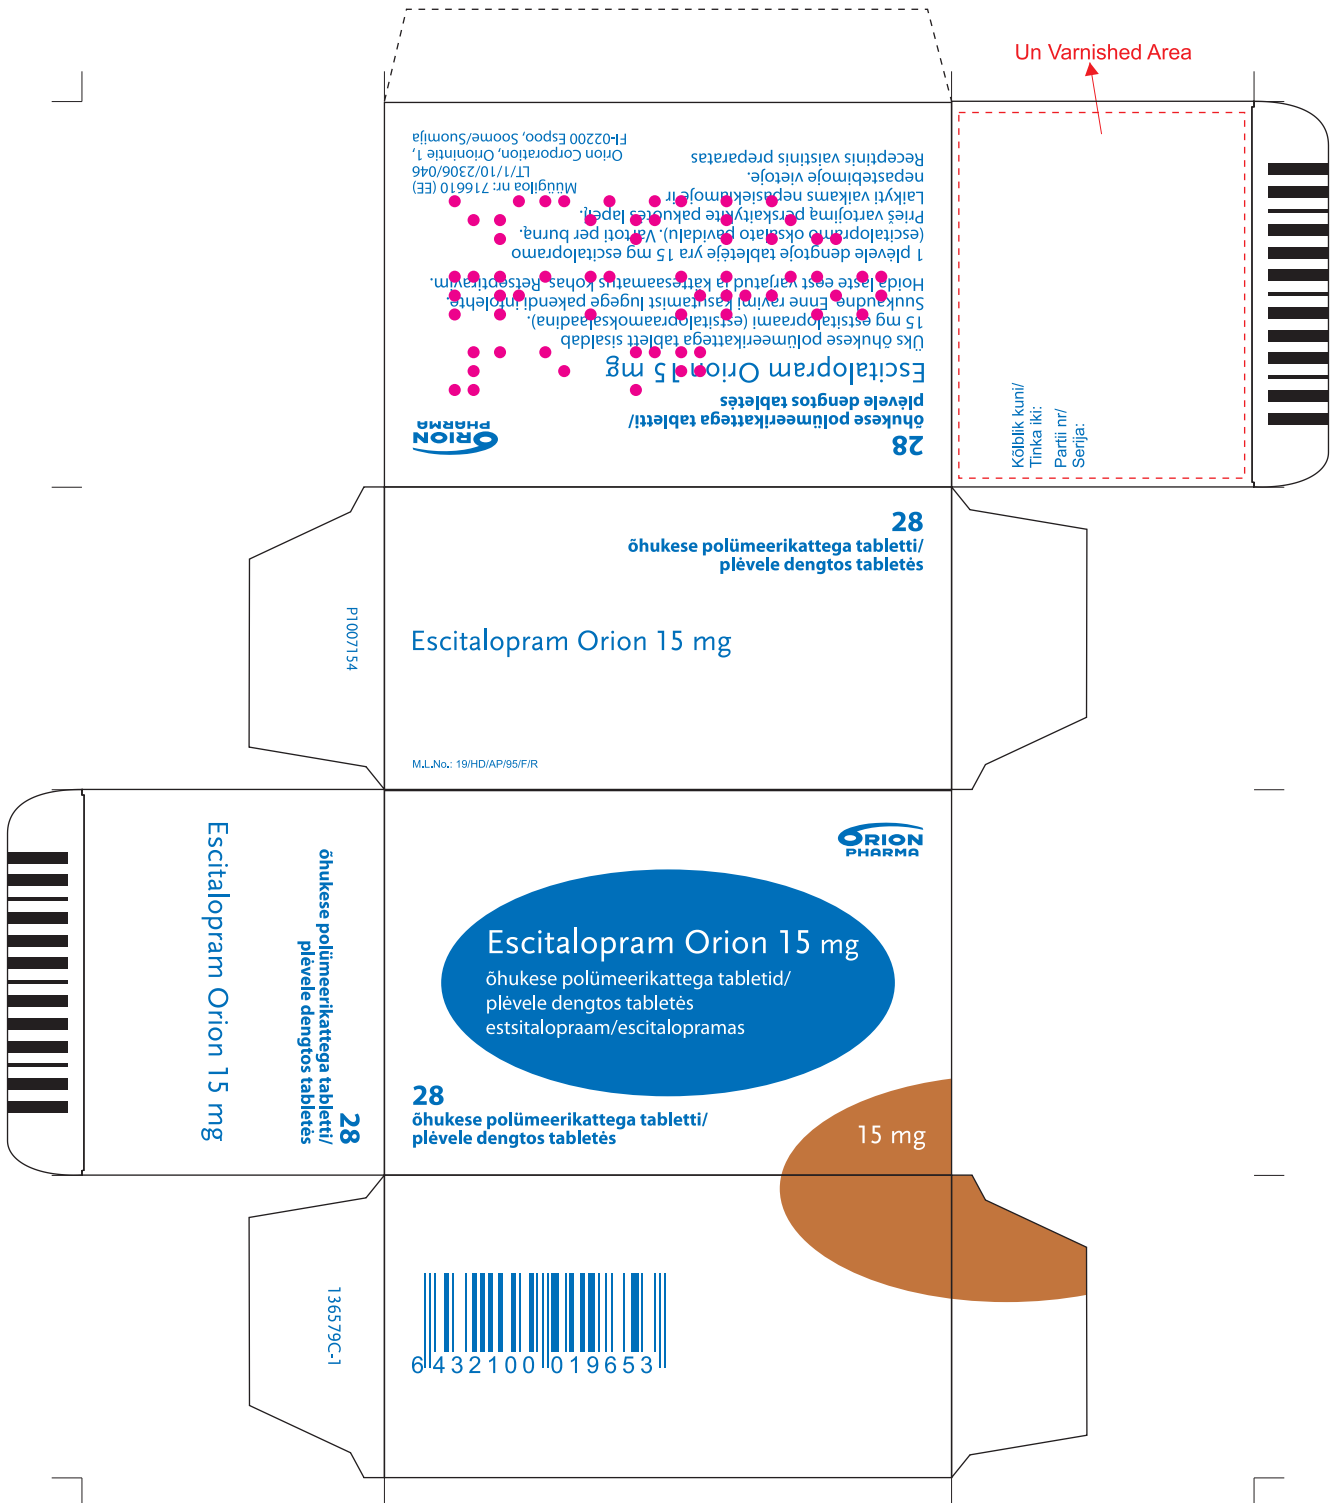 Un Varnished Area
28
õhukese polümeerikattega tabletti/
plėvele dengtos tabletės
ORION
PHARMA
Escitalopram Orion 15 mg
Üks õhukese polümeerikattega tablett sisaldab
15 mg estsitalopraami (estsitalopraamoksalaadina).
Suukaudne. Enne ravimi kasutamist lugege pakendi infolehte.
Hoida laste eest varjatud ja kättesaamatus kohas. Retseptiravim.
1 plėvele dengtoje tabletėje yra 15 mg escitalopramo
(escitalopramo oksalato pavidalu). Vartoti per burną.
Prieš vartojimą perskaitykite pakuotės lapelį.
Laikyti vaikams nepasiekiamoje ir
nepastebimoje vietoje.
Receptinis vaistinis preparatas
Müügiloa nr: 716610 (EE)
LT/1/10/2306/046
Orion Corporation, Orionintie 1,
FI-02200 Espoo, Soome/Suomija
Kõlblik kuni/
Tinka iki:
Partii nr/
Serija:
28
õhukese polümeerikattega tabletti/
plėvele dengtos tabletės
P1007154
Escitalopram Orion 15 mg
M.L.No.: 19/HD/AP/95/F/R
Escitalopram Orion 15 mg
28
õhukese polümeerikattega tabletti/
plėvele dengtos tabletės
ORION
PHARMA
Escitalopram Orion 15 mg
õhukese polümeerikattega tabletid/
plėvele dengtos tabletės
estsitalopraam/escitalopramas
28
õhukese polümeerikattega tabletti/
plėvele dengtos tabletės
15 mg
136579C-1
6 432100 019653